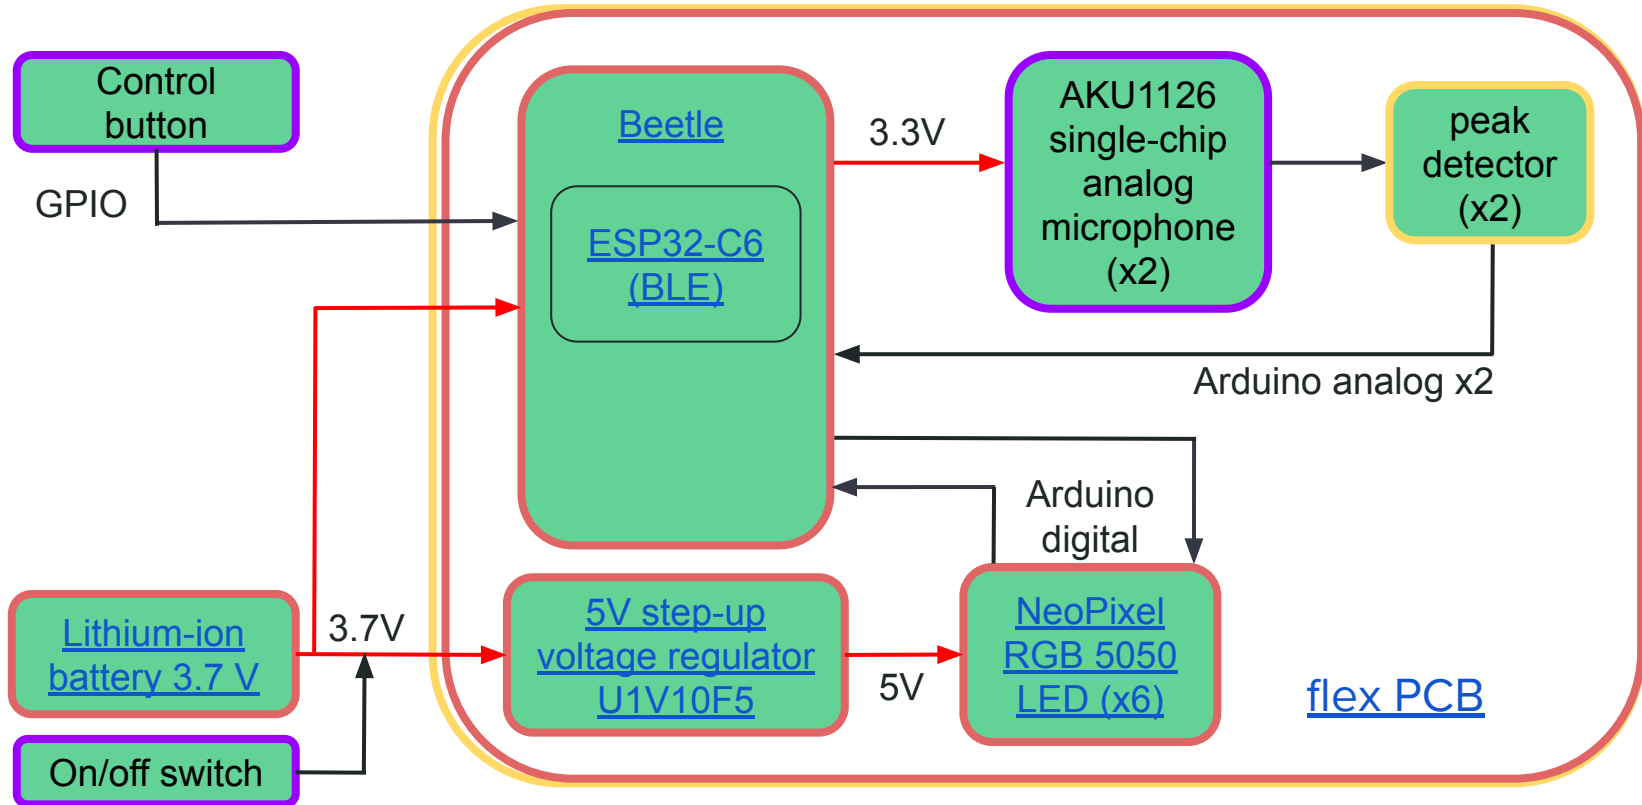 Control
button
GPIO
Beetle
ESP32-C6
(BLE)
3.3V
AKU1126
single-chip
analog
microphone
(x2)
peak
detector
(x2)
Arduino analog x2
Arduino
digital
Lithium-ion
battery 3.7 V
3.7V
5V step-up
voltage regulator
U1V10F5
5V
NeoPixel
RGB 5050
LED (x6)
flex PCB
On/off switch